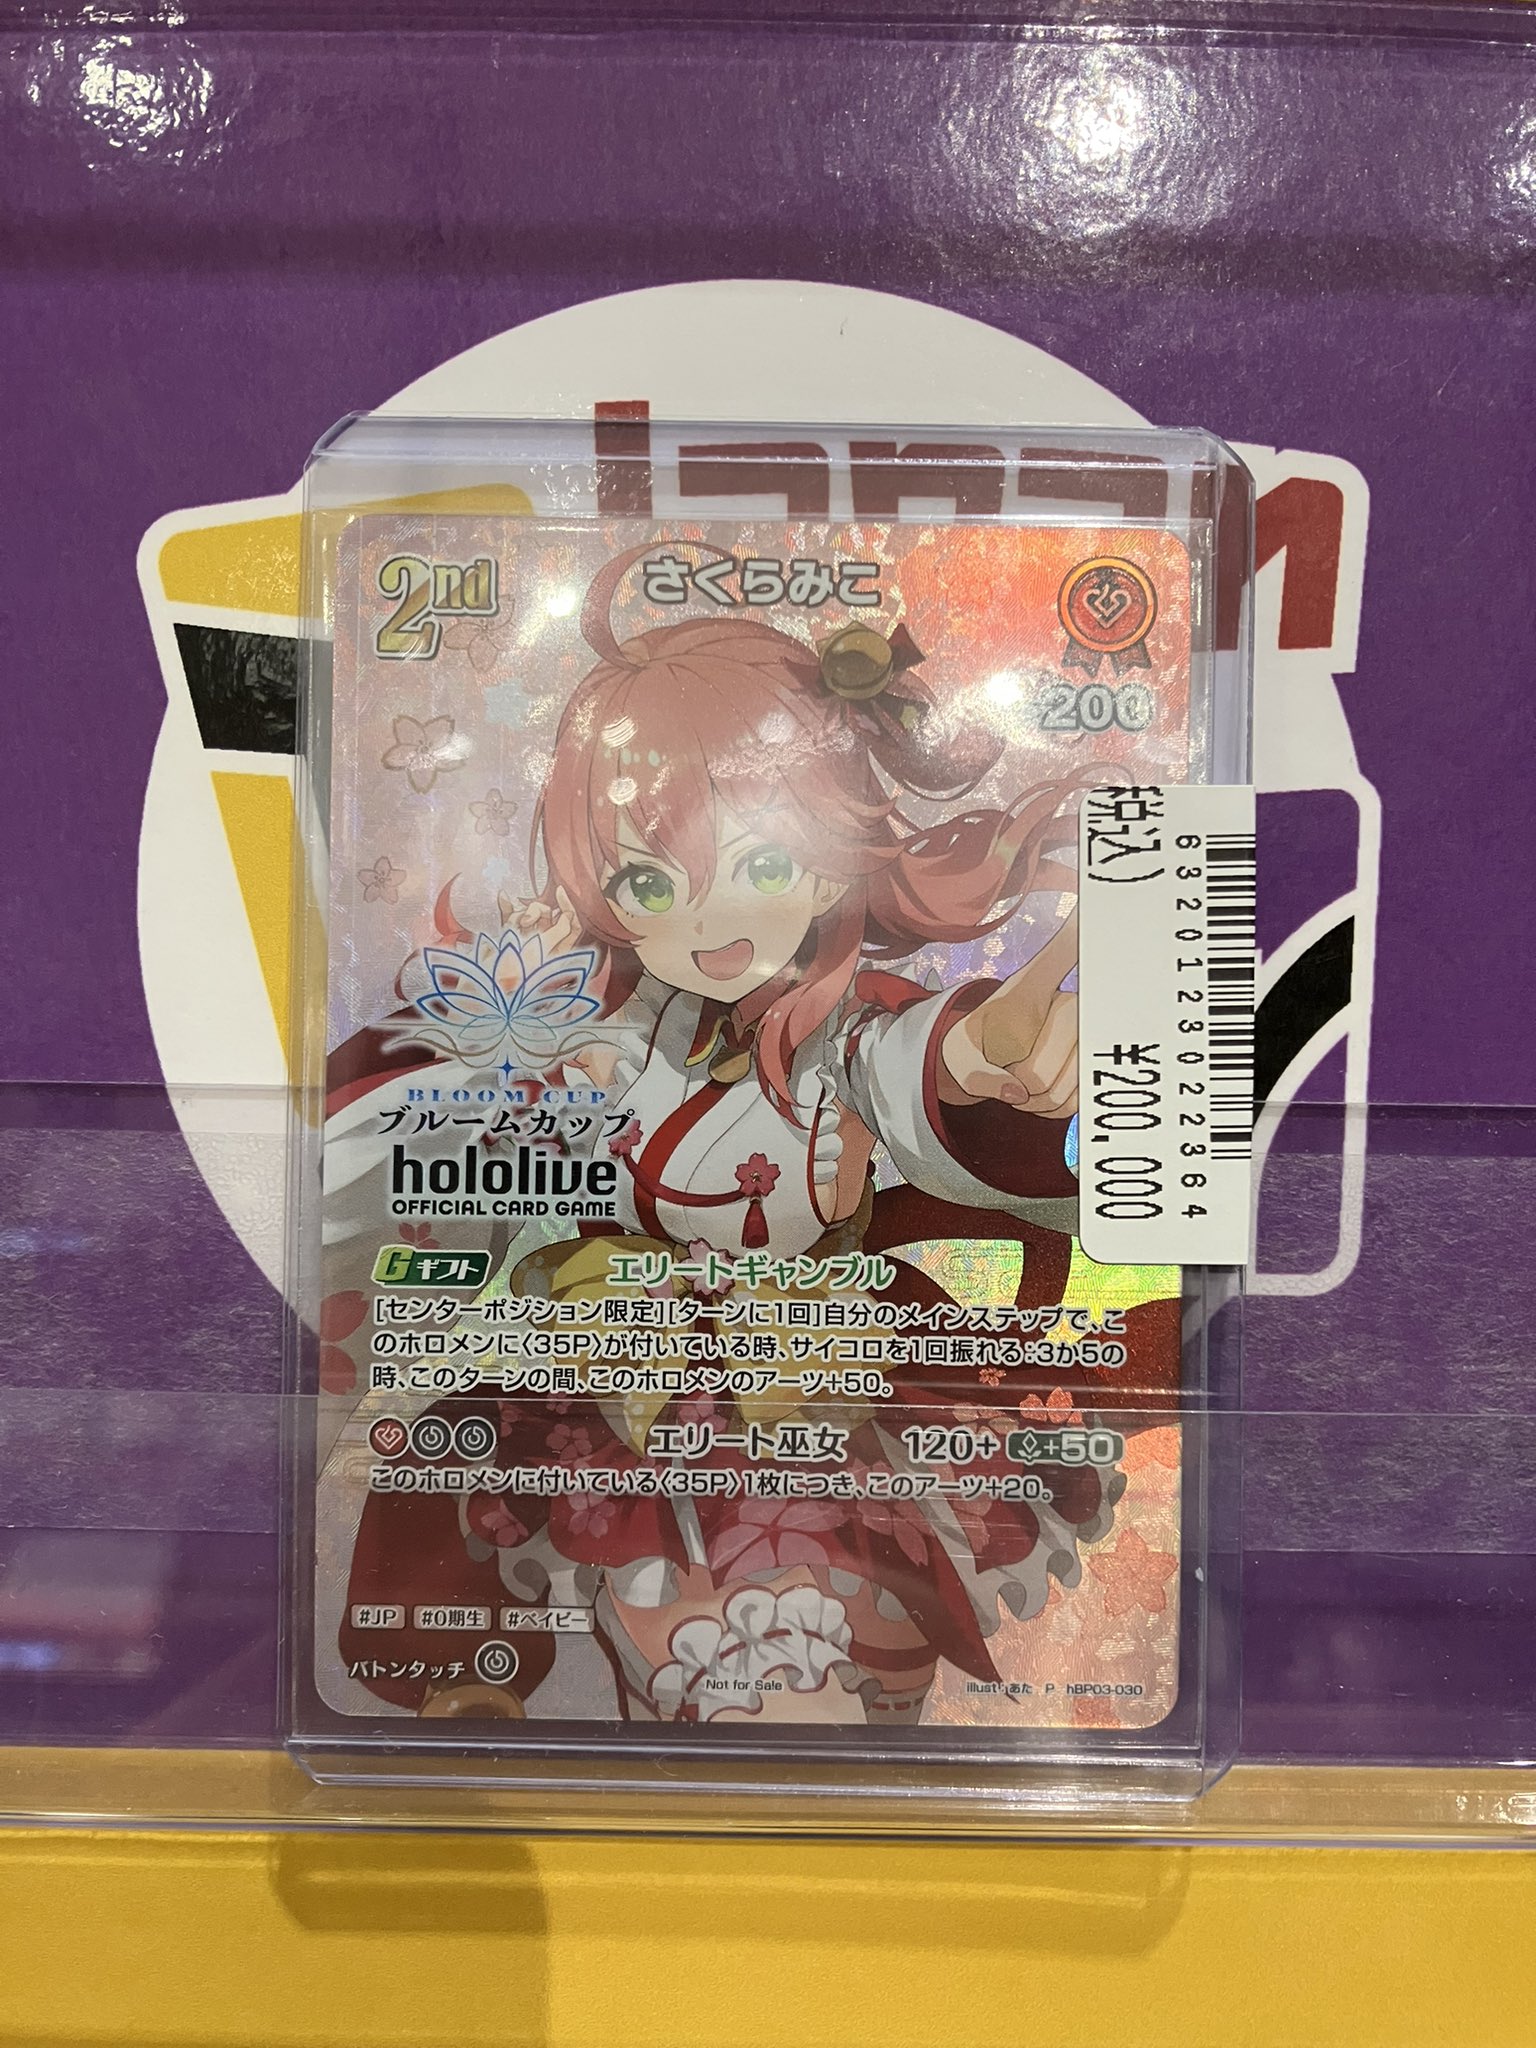 2nd
さくらみこ
200
税込)
6320123022364
¥200,000
BLOOM CUP
ブルームカップ
hololive
OFFICIAL CARD GAME
G ギフト
エリートギャンブル
[センターポジション限定][ターンに1回]自分のメインステップで、こ
のホロメンに〈35P〉が付いている時、サイコロを1回振れる:3か5の
時、このターンの間、このホロメンのアーツ+50。
エリート巫女 120+ +50
このホロメンに付いている〈35P〉1枚につき、このアーツ+20。
#JP #0期生 #ベイビー
バトンタッチ
Not for Sale
illust:あた P hBP03-030